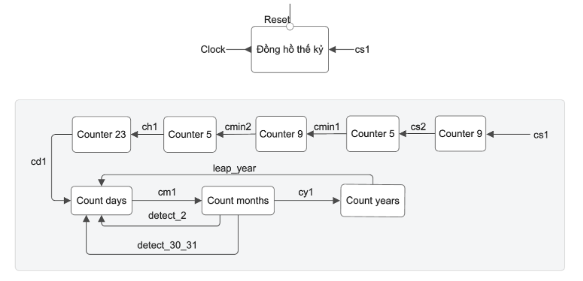 Reset
Clock
Đồng hồ thế kỷ
cs1
Counter 23
ch1
Counter 5
cmin2
Counter 9
cmin1
Counter 5
cs2
Counter 9
cs1
cd1
leap_year
Count days
cm1
Count months
cy1
Count years
detect_2
detect_30_31